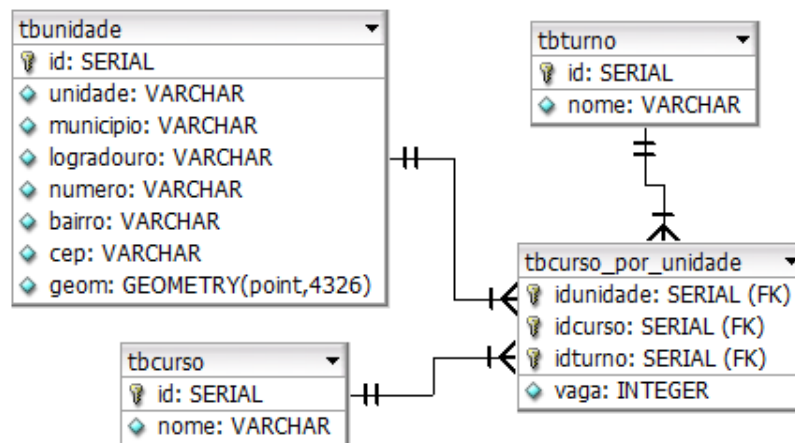 tbunidade
id: SERIAL
unidade: VARCHAR
municipio: VARCHAR
logradouro: VARCHAR
numero: VARCHAR
bairro: VARCHAR
cep: VARCHAR
geom: GEOMETRY(point,4326)
tbturno
id: SERIAL
nome: VARCHAR
tbcurso_por_unidade
idunidade: SERIAL (FK)
idcurso: SERIAL (FK)
idturno: SERIAL (FK)
vaga: INTEGER
tbcurso
id: SERIAL
nome: VARCHAR